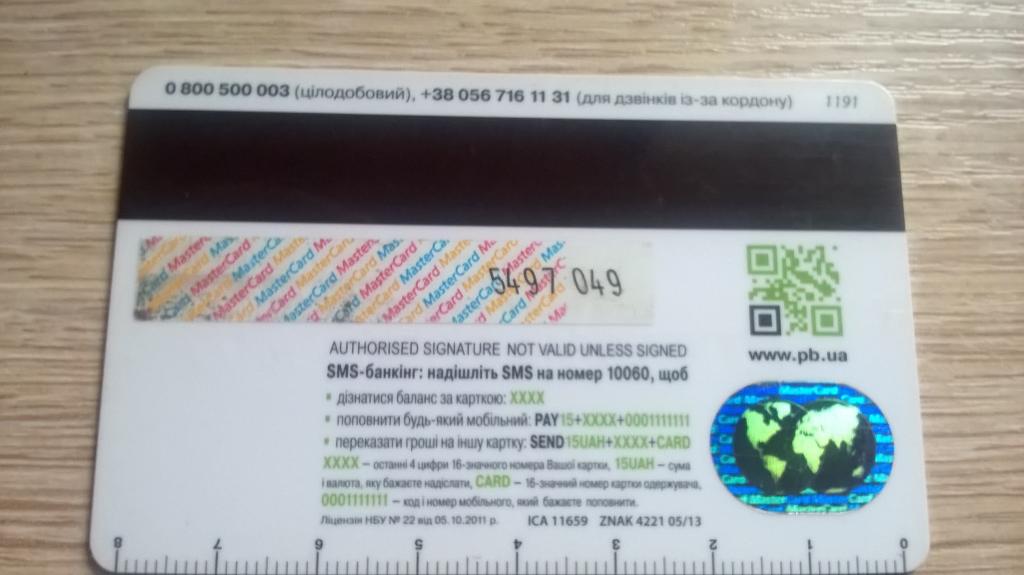 0 800 500 003 (цілодобовий), +38 056 716 11 31 (для дзвінків із-за кордону) 1191
MasterCard MasterCard MasterCard
5497 049
www.pb.ua
AUTHORISED SIGNATURE NOT VALID UNLESS SIGNED
SMS-банкінг: надішліть SMS на номер 10060, щоб
• дізнатися баланс за карткою: XXXX
• поповнити будь-який мобільний: PAY15+XXXX+0001111111
• переказати гроші на іншу картку: SEND15UAH+XXXX+CARD
XXXX – останні 4 цифри 16-значного номера Вашої картки, 15UAH – сума
і валюта, яку бажаєте надіслати, CARD – 16-значний номер картки одержувача,
0001111111 – код і номер мобільного, який бажаєте поповнити.
Ліцензія НБУ № 22 від 05.10.2011 р. ICA 11659 ZNAK 4221 05/13
MasterCard
8 7 6 5 4 3 2 1 0